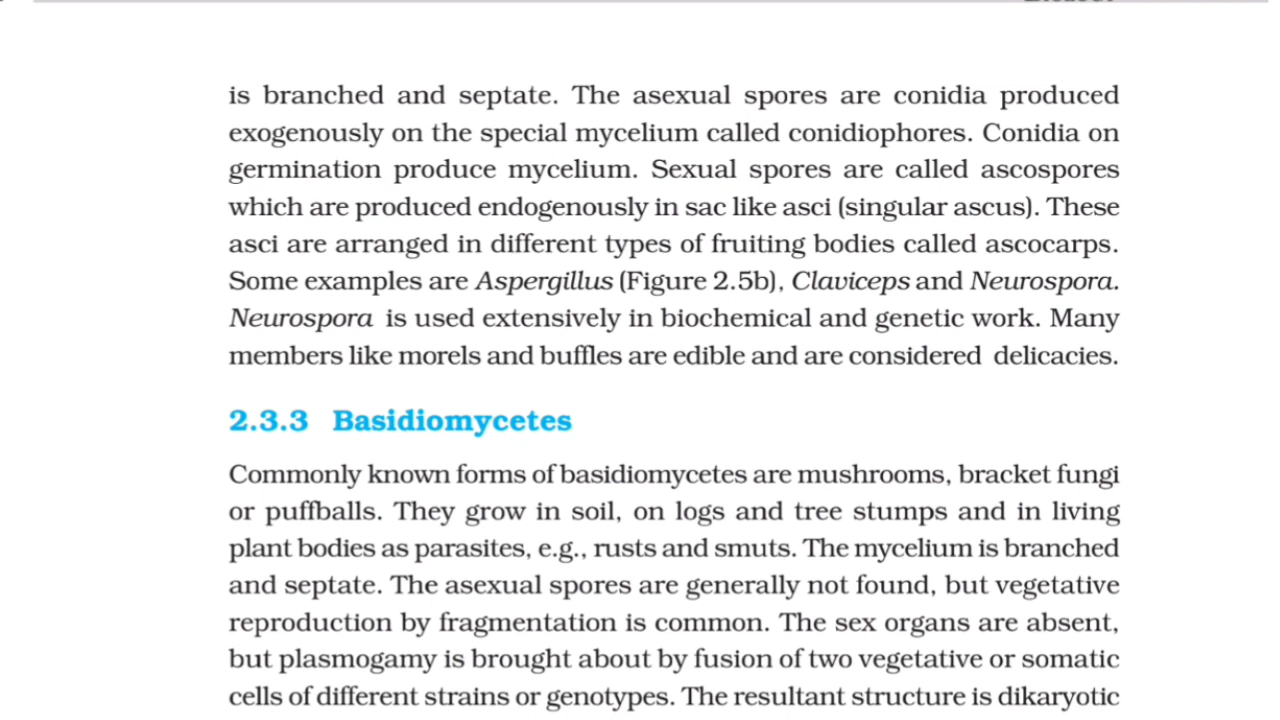 is branched and septate. The asexual spores are conidia produced
exogenously on the special mycelium called conidiophores. Conidia on
germination produce mycelium. Sexual spores are called ascospores
which are produced endogenously in sac like asci (singular ascus). These
asci are arranged in different types of fruiting bodies called ascocarps.
Some examples are Aspergillus (Figure 2.5b), Claviceps and Neurospora.
Neurospora is used extensively in biochemical and genetic work. Many
members like morels and buffles are edible and are considered delicacies.
2.3.3 Basidiomycetes
Commonly known forms of basidiomycetes are mushrooms, bracket fungi
or puffballs. They grow in soil, on logs and tree stumps and in living
plant bodies as parasites, e.g., rusts and smuts. The mycelium is branched
and septate. The asexual spores are generally not found, but vegetative
reproduction by fragmentation is common. The sex organs are absent,
but plasmogamy is brought about by fusion of two vegetative or somatic
cells of different strains or genotypes. The resultant structure is dikaryotic